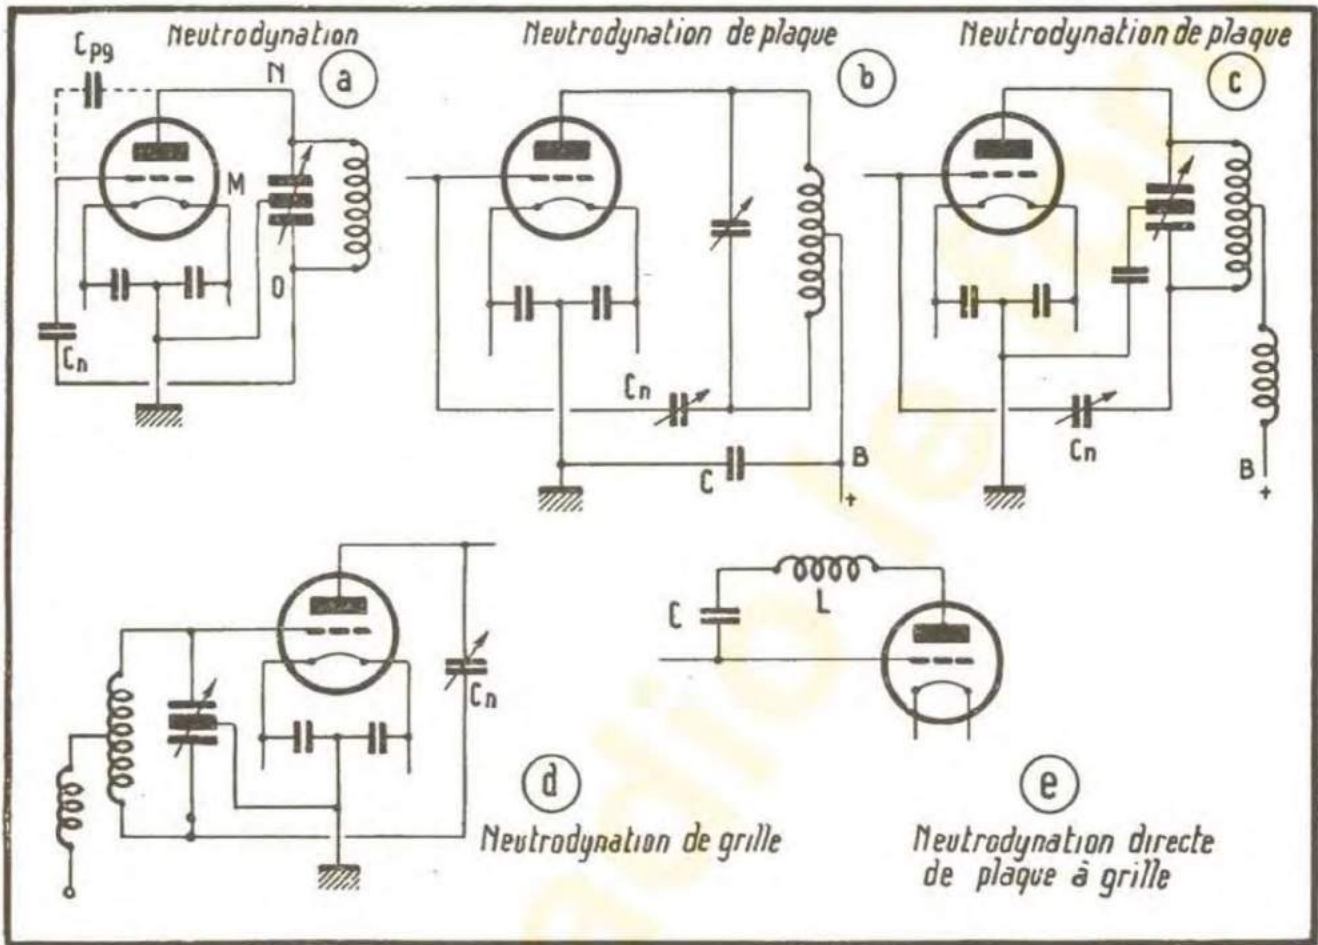 Neutrodynation
a
Cpg
N
M
O
Cn
Neutrodynation de plaque
b
Cn
C
B
+
Neutrodynation de plaque
c
Cn
B
+
Cn
d
Neutrodynation de grille
L
C
e
Neutrodynation directe
de plaque à grille